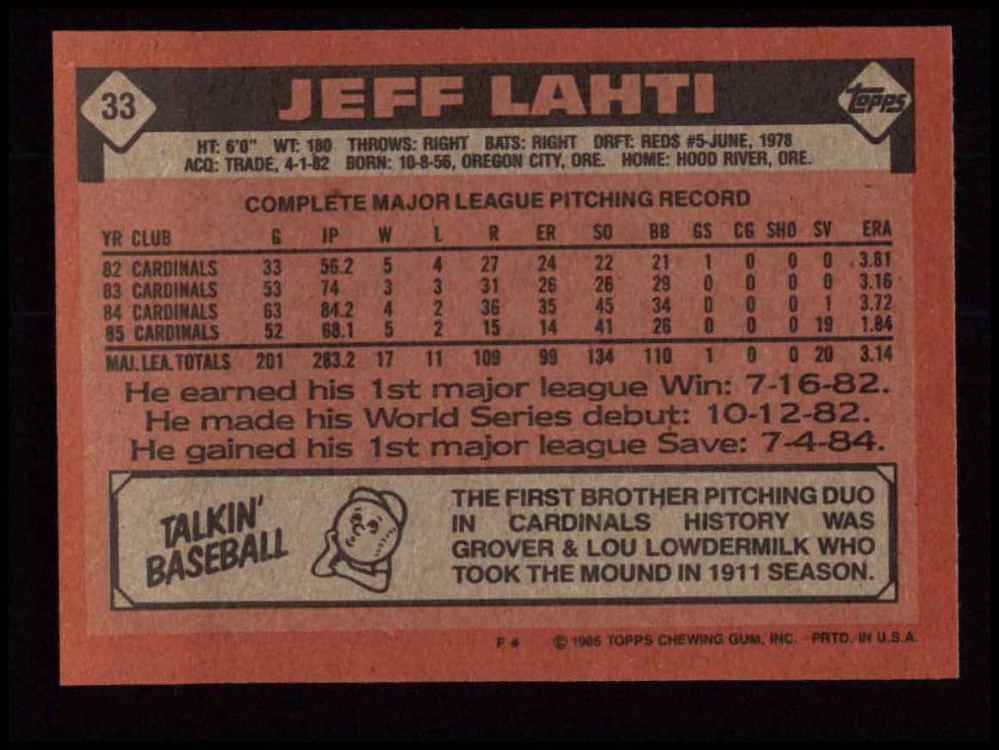 33
JEFF LAHTI
Topps
HT: 6'0" WT: 180 THROWS: RIGHT BATS: RIGHT DRFT: REDS #5-JUNE, 1978
ACQ: TRADE, 4-1-82 BORN: 10-8-56, OREGON CITY, ORE. HOME: HOOD RIVER, ORE.
COMPLETE MAJOR LEAGUE PITCHING RECORD
YR CLUB G IP W L R ER SO BB GS CG SHO SV ERA
82 CARDINALS 33 56.2 5 4 27 24 22 21 1 0 0 0 3.81
83 CARDINALS 53 74 3 3 31 26 26 29 0 0 0 0 3.16
84 CARDINALS 63 84.2 4 2 36 35 45 34 0 0 0 1 3.72
85 CARDINALS 52 68.1 5 2 15 14 41 26 0 0 0 19 1.84
MAJ. LEA. TOTALS 201 283.2 17 11 109 99 134 110 1 0 0 20 3.14
He earned his 1st major league Win: 7-16-82.
He made his World Series debut: 10-12-82.
He gained his 1st major league Save: 7-4-84.
TALKIN'
BASEBALL
THE FIRST BROTHER PITCHING DUO
IN CARDINALS HISTORY WAS
GROVER & LOU LOWDERMILK WHO
TOOK THE MOUND IN 1911 SEASON.
F * © 1986 TOPPS CHEWING GUM, INC. PRTD. IN U.S.A.